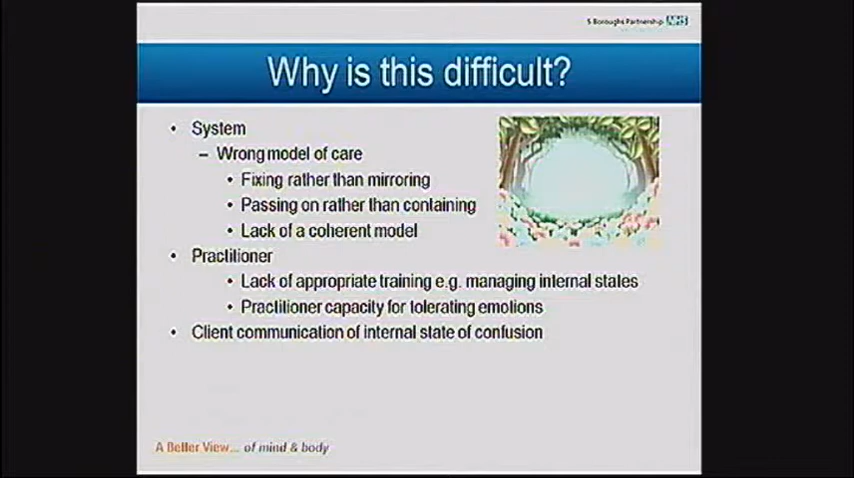 5 Boroughs Partnership NHS
Why is this difficult?
• System
– Wrong model of care
• Fixing rather than mirroring
• Passing on rather than containing
• Lack of a coherent model
• Practitioner
• Lack of appropriate training e.g. managing internal states
• Practitioner capacity for tolerating emotions
• Client communication of internal state of confusion
A Better View... of mind & body